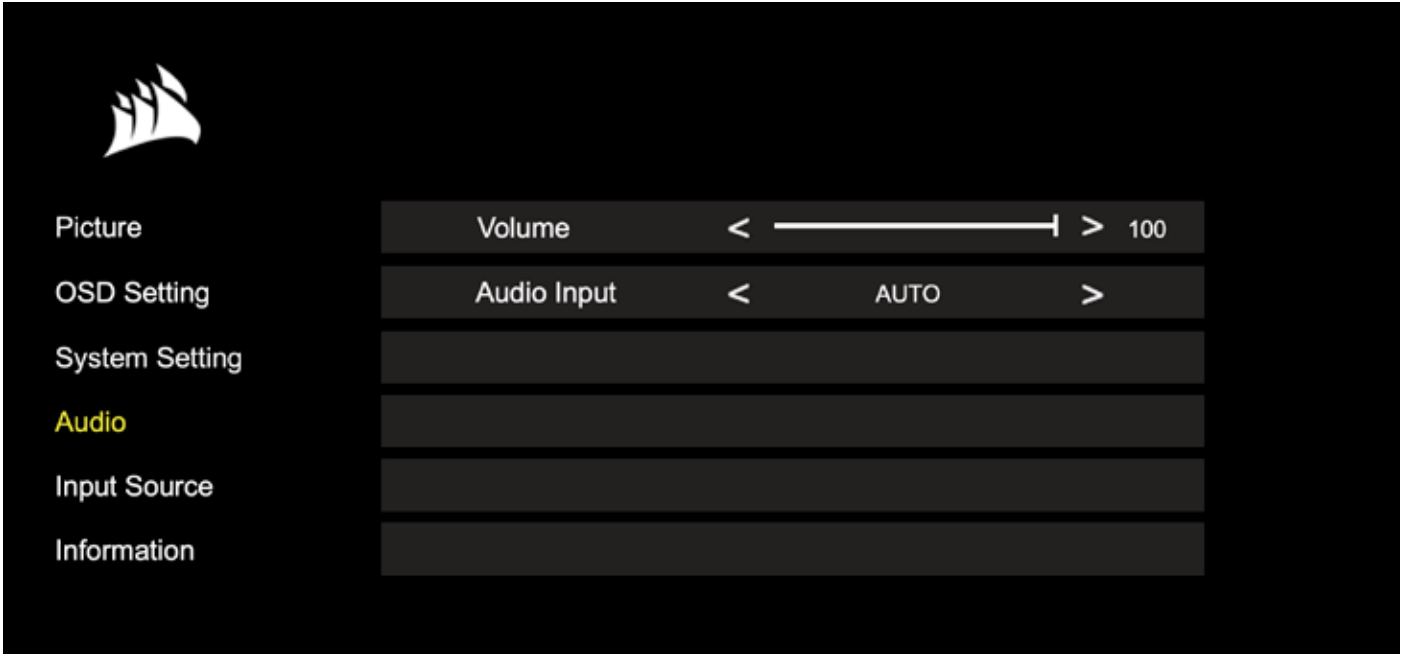 Picture Volume < > 100
OSD Setting Audio Input < AUTO >
System Setting
Audio
Input Source
Information